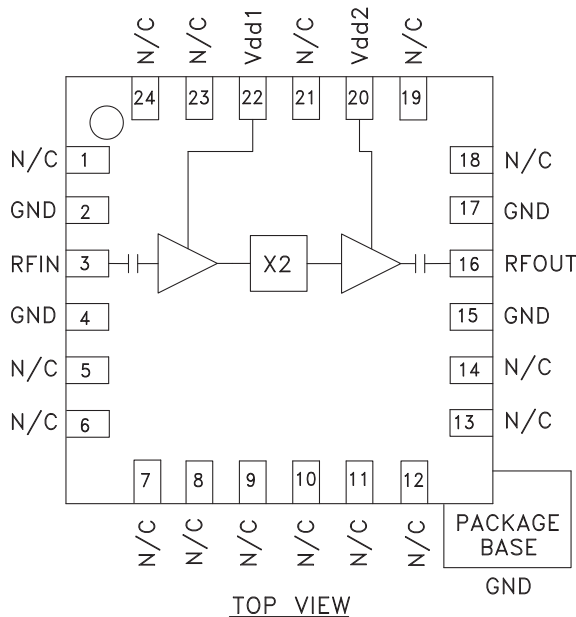 N/C N/C Vdd1 N/C Vdd2 N/C
24 23 22 21 20 19
N/C 1 18 N/C
GND 2 17 GND
RFIN 3 X2 16 RFOUT
GND 4 15 GND
N/C 5 14 N/C
N/C 6 13 N/C
7 8 9 10 11 12
N/C N/C N/C N/C N/C N/C
PACKAGE
BASE
GND
TOP VIEW